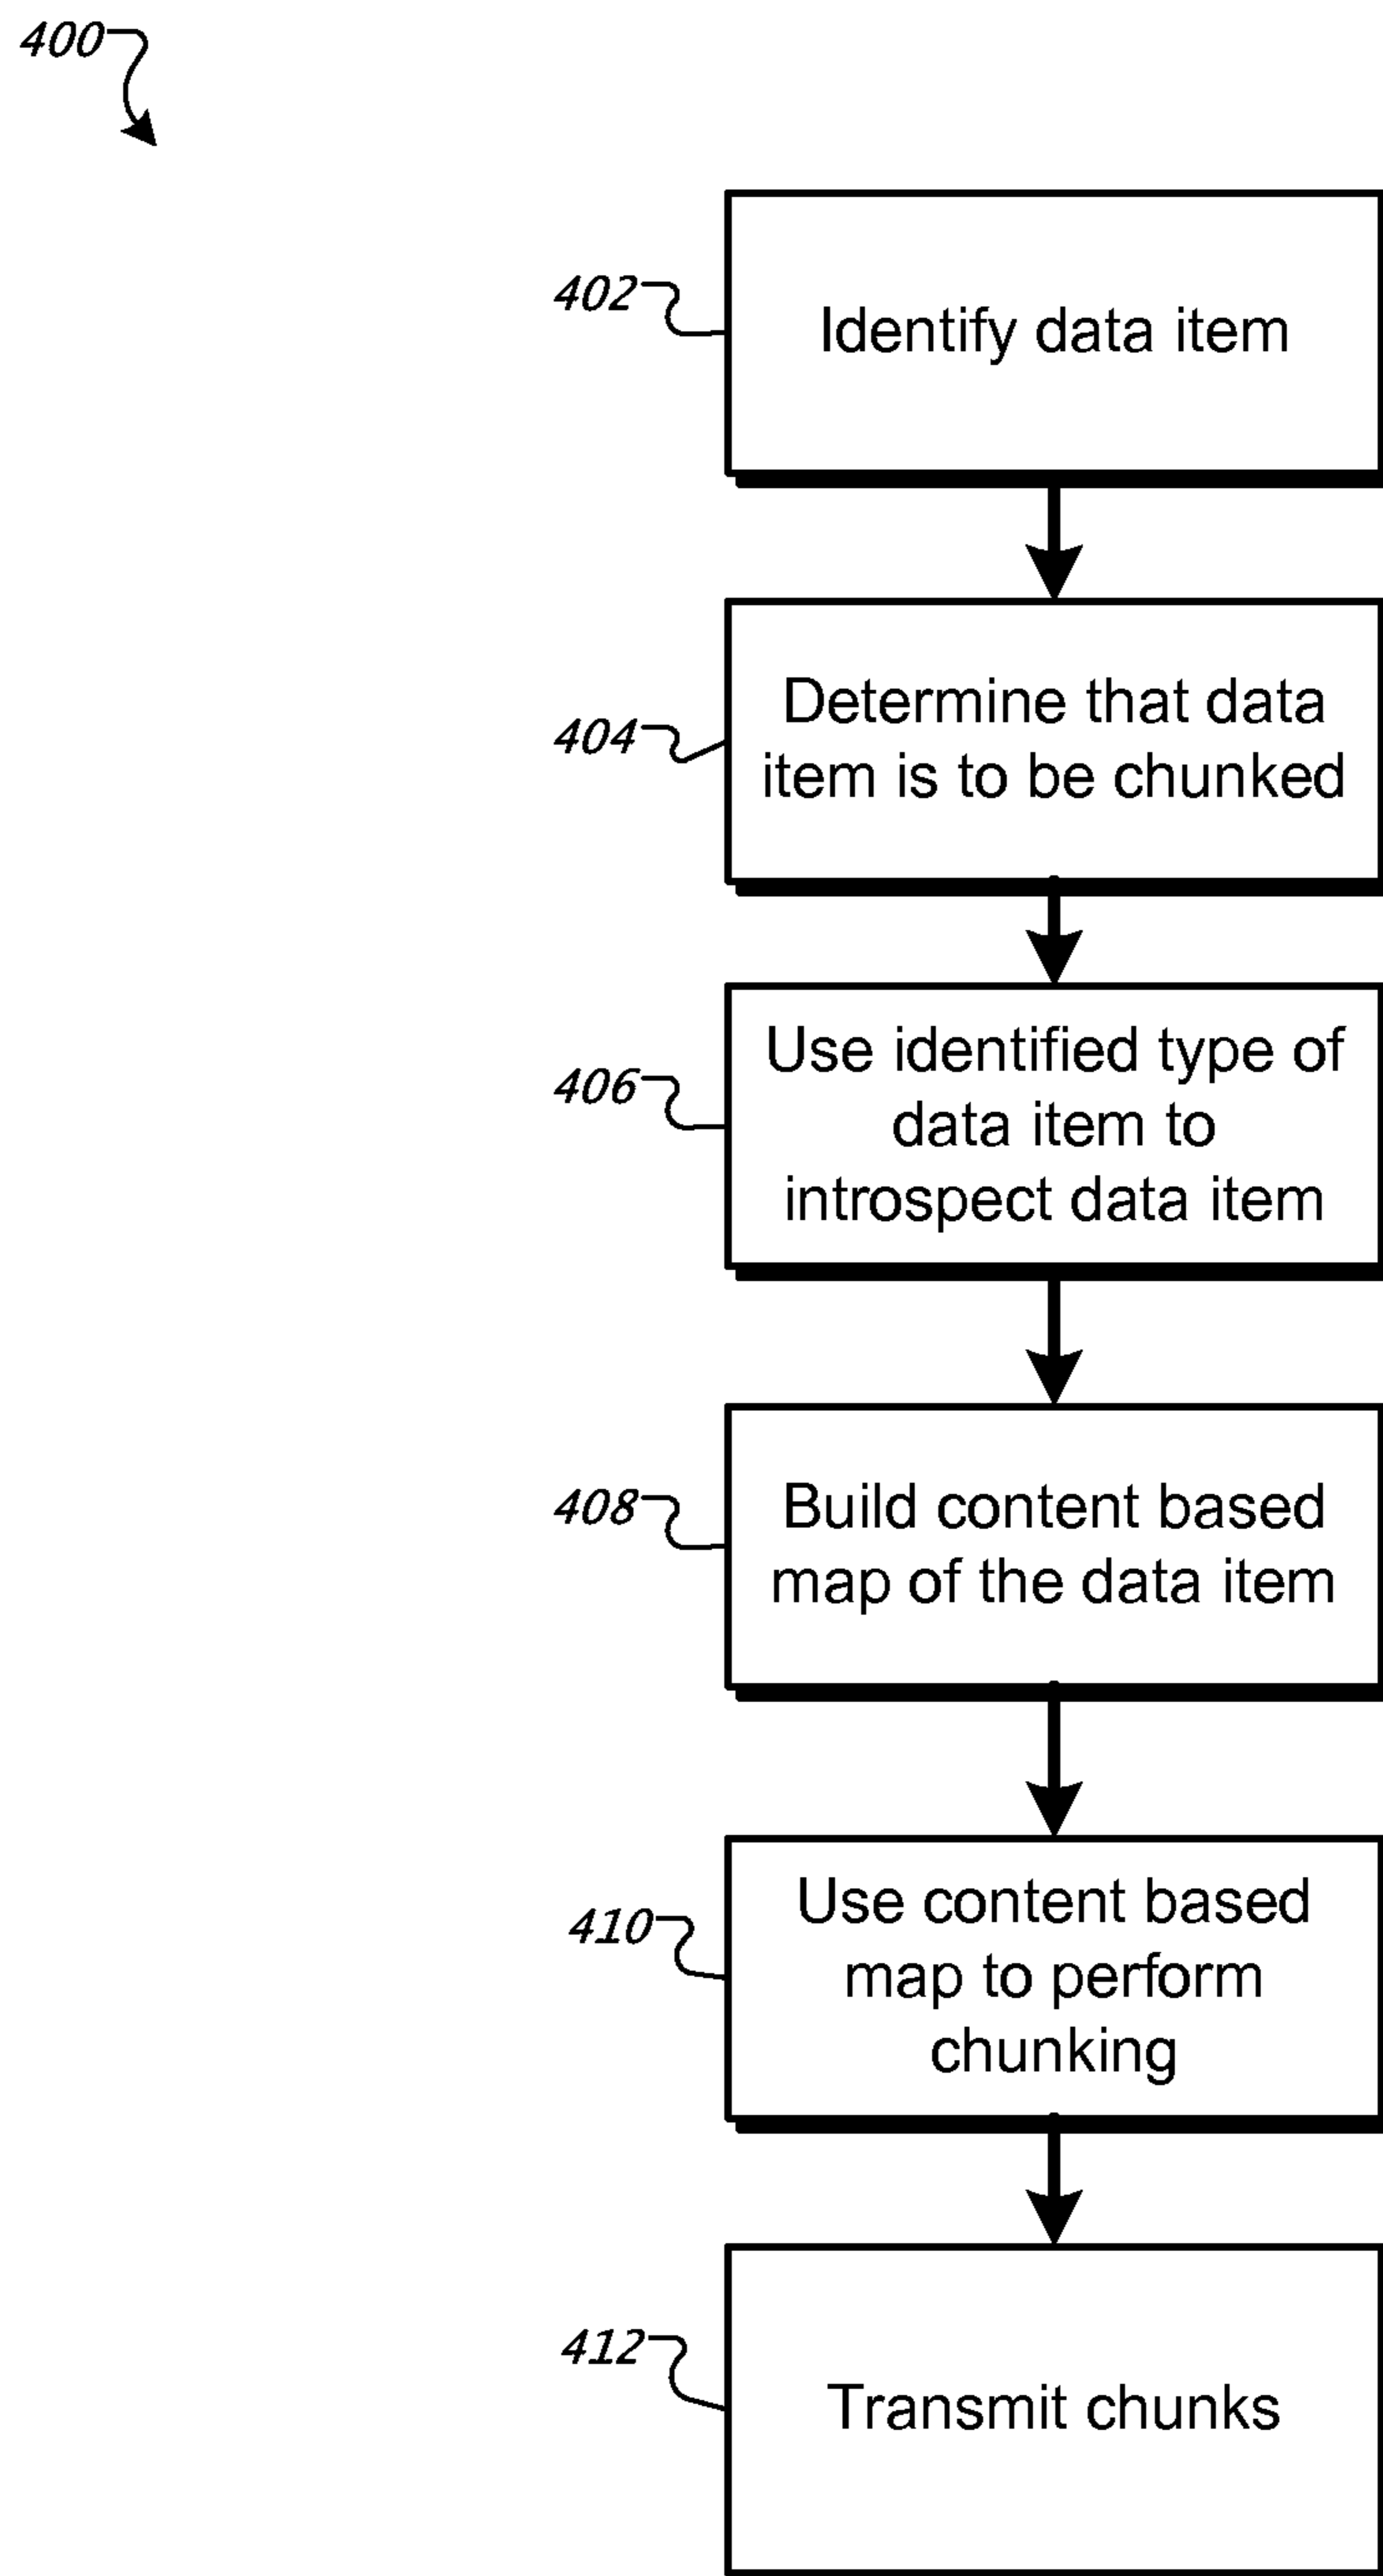 400
402
Identify data item
404
Determine that data
item is to be chunked
406
Use identified type of
data item to
introspect data item
408
Build content based
map of the data item
410
Use content based
map to perform
chunking
412
Transmit chunks